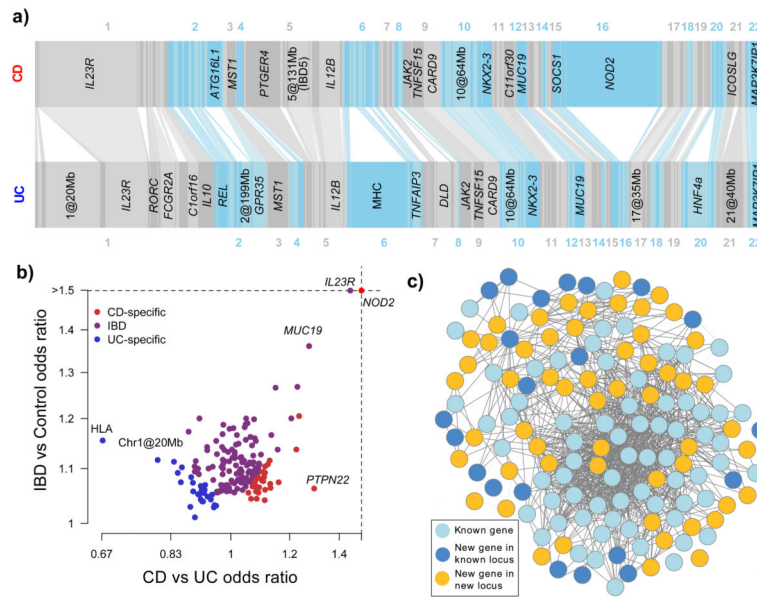 a)
1 2 3 4 5 6 7 8 9 10 11 12 13 14 15 16 17 18 19 20 21 22
CD
IL23R ATG16L1 MST1 PTGER4 5@131Mb (IBD5) IL12B JAK2 TNFSF15 CARD9 10@64Mb NKX2-3 C11orf30 MUC19 SOCS1 NOD2 ICOSLG MAP3K7IP1
UC
1@20Mb IL23R RORC FCGR2A C1orf16 IL10 REL 2@199Mb GPR35 MST1 IL12B MHC TNFAIP3 DLD JAK2 TNFSF15 CARD9 10@64Mb NKX2-3 MUC19 17@35Mb HNF4a 21@40Mb MAP3K7IP1
1 2 3 4 5 6 7 8 9 10 11 12 13 14 15 16 17 18 19 20 21 22
b)
>1.5
1.4
1.3
1.2
1.1
1
IBD vs Control odds ratio
CD-specific
IBD
UC-specific
IL23R
NOD2
MUC19
HLA
Chr1@20Mb
PTPN22
0.67 0.83 1 1.2 1.4
CD vs UC odds ratio
c)
Known gene
New gene in
known locus
New gene in
new locus